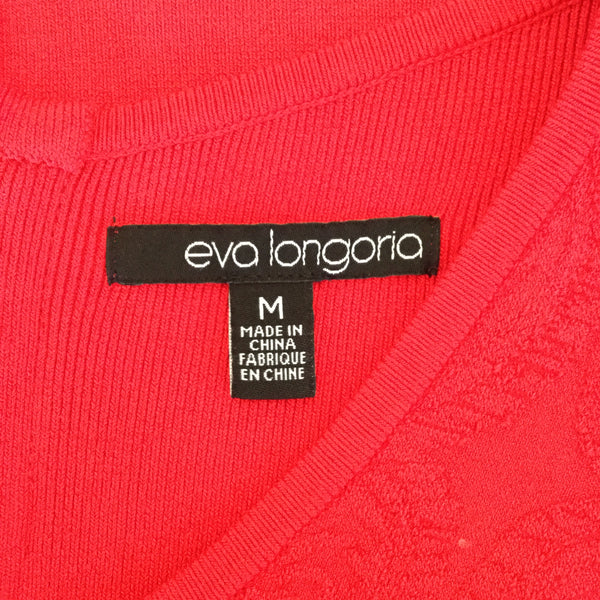 eva longoria
M
MADE IN
CHINA
FABRIQUE
EN CHINE